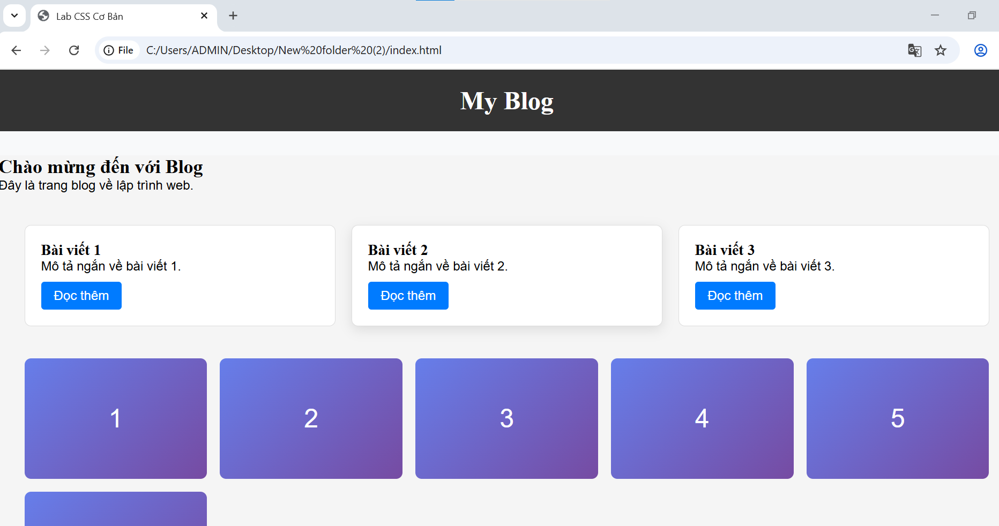 Lab CSS Cơ Bản
File C:/Users/ADMIN/Desktop/New%20folder%20(2)/index.html
My Blog
Chào mừng đến với Blog
Đây là trang blog về lập trình web.
Bài viết 1
Mô tả ngắn về bài viết 1.
Đọc thêm
Bài viết 2
Mô tả ngắn về bài viết 2.
Đọc thêm
Bài viết 3
Mô tả ngắn về bài viết 3.
Đọc thêm
1
2
3
4
5